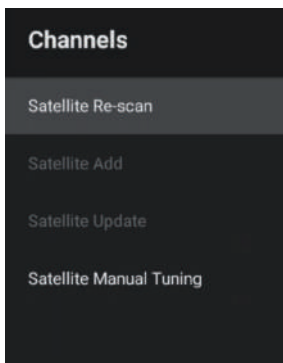 Channels
Satellite Re-scan
Satellite Add
Satellite Update
Satellite Manual Tuning